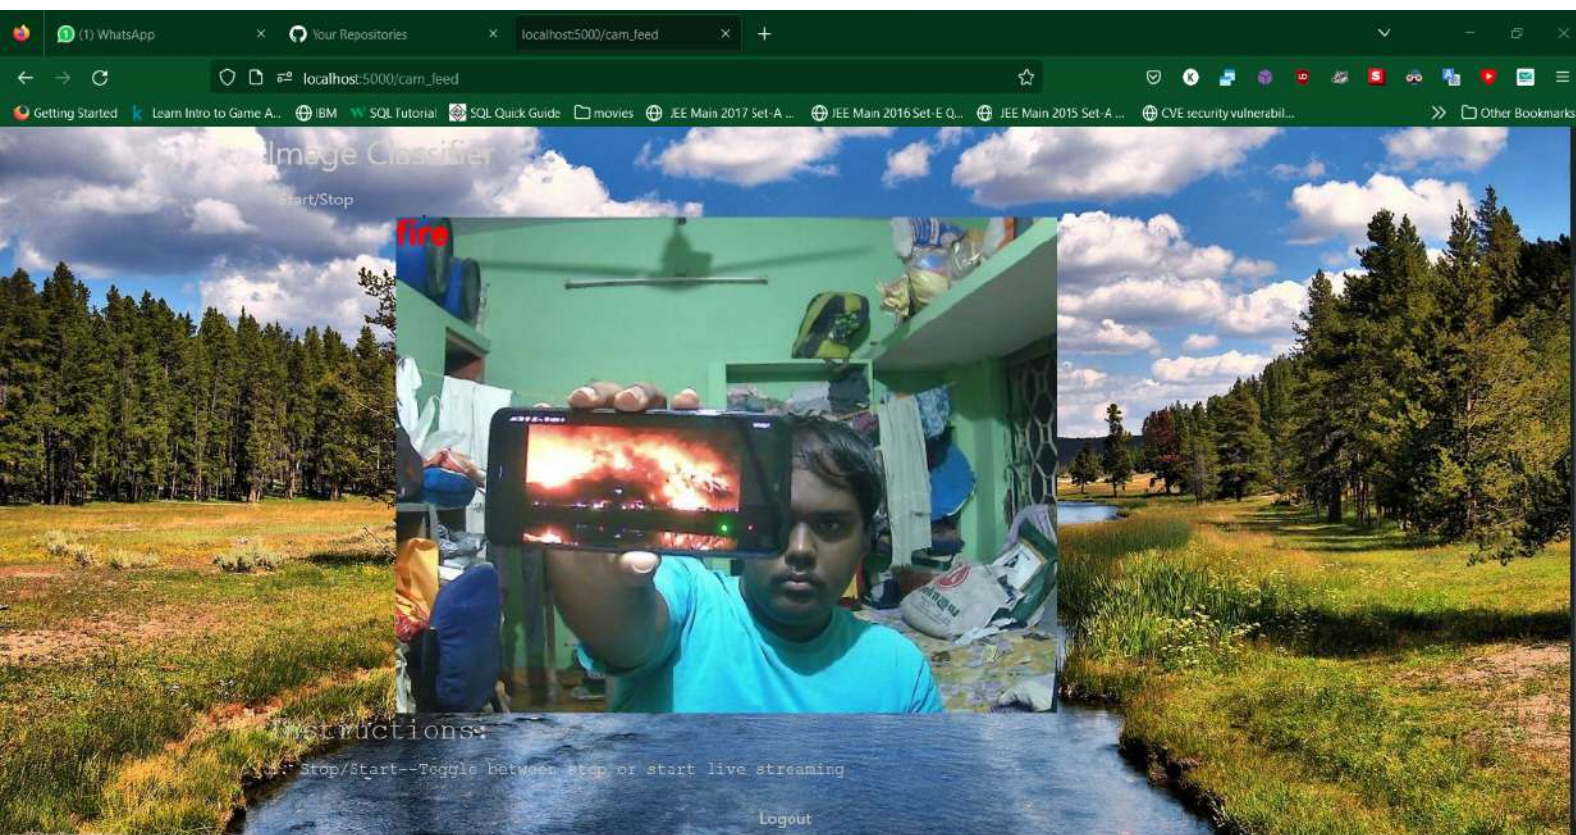 (1) WhatsApp
Your Repositories
localhost:5000/cam_feed
localhost:5000/cam_feed
Getting Started
Learn Intro to Game A...
IBM
SQL Tutorial
SQL Quick Guide
movies
JEE Main 2017 Set-A ...
JEE Main 2016 Set-E Q...
JEE Main 2015 Set-A ...
CVE security vulnerabil...
Other Bookmarks
Image Classifier
Start/Stop
fire
Instructions:
1. Stop/Start--Toggle between stop or start live streaming
Logout